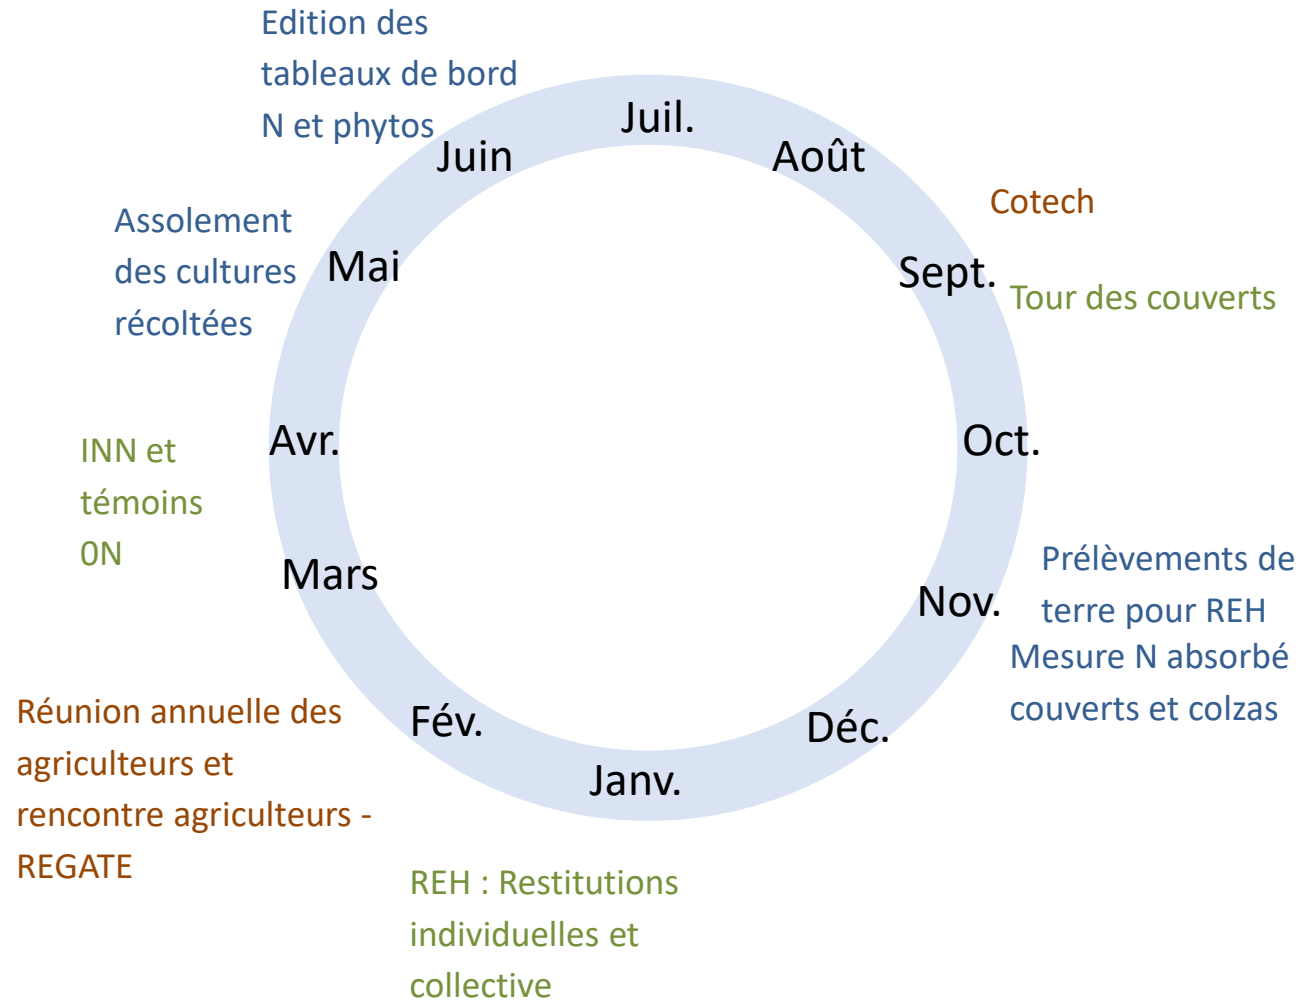 Edition des
tableaux de bord
N et phytos
Juil.
Juin
Août
Cotech
Assolement
des cultures
récoltées
Mai
Sept.
Tour des couverts
Avr.
Oct.
INN et
témoins
0N
Mars
Nov.
Prélèvements de
terre pour REH
Mesure N absorbé
couverts et colzas
Réunion annuelle des
agriculteurs et
rencontre agriculteurs -
REGATE
Fév.
Déc.
Janv.
REH : Restitutions
individuelles et
collective